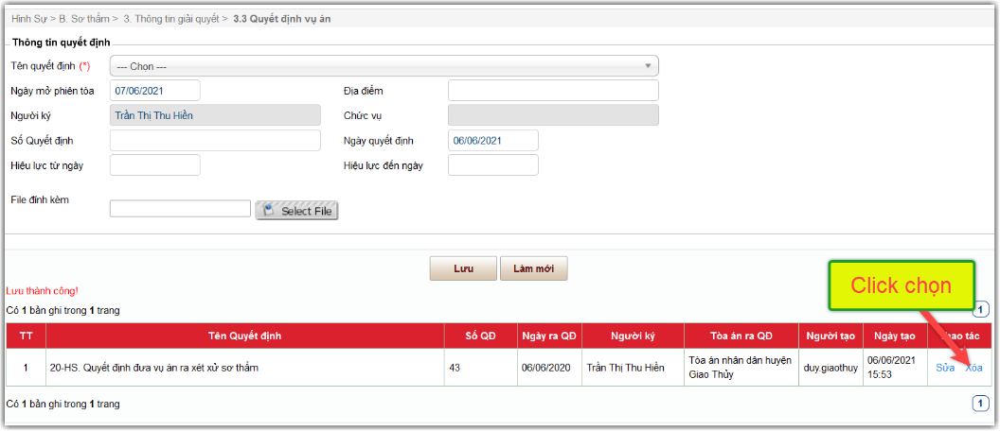 Hình Sự > B. Sơ thẩm > 3. Thông tin giải quyết > 3.3 Quyết định vụ án
Thông tin quyết định
Tên quyết định (*) --- Chọn ---
Ngày mở phiên tòa 07/06/2021 Địa điểm
Người ký Trần Thị Thu Hiền Chức vụ
Số Quyết định Ngày quyết định 06/06/2021
Hiệu lực từ ngày Hiệu lực đến ngày
File đính kèm Select File
Lưu Làm mới
Click chọn
Lưu thành công!
Có 1 bản ghi trong 1 trang 1
TT Tên Quyết định Số QĐ Ngày ra QĐ Người ký Tòa án ra QĐ Người tạo Ngày tạo
1 20-HS. Quyết định đưa vụ án ra xét xử sơ thẩm 43 06/06/2020 Trần Thị Thu Hiền Tòa án nhân dân huyện Giao Thủy duy.giaothuy 06/06/2021 15:53 Sửa Xóa
Có 1 bản ghi trong 1 trang 1